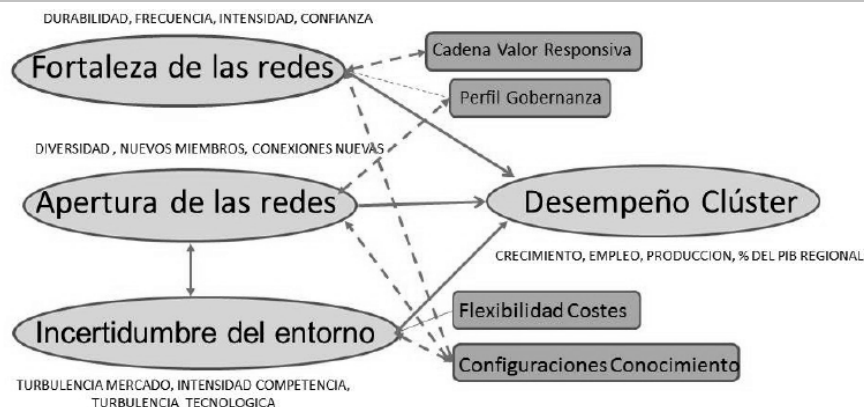 DURABILIDAD, FRECUENCIA, INTENSIDAD, CONFIANZA
Fortaleza de las redes
Cadena Valor Responsiva
Perfil Gobernanza
DIVERSIDAD , NUEVOS MIEMBROS, CONEXIONES NUEVAS
Apertura de las redes
Desempeño Clúster
CRECIMIENTO, EMPLEO, PRODUCCION, % DEL PIB REGIONAL
Incertidumbre del entorno
Flexibilidad Costes
Configuraciones Conocimiento
TURBULENCIA MERCADO, INTENSIDAD COMPETENCIA,
TURBULENCIA TECNOLOGICA